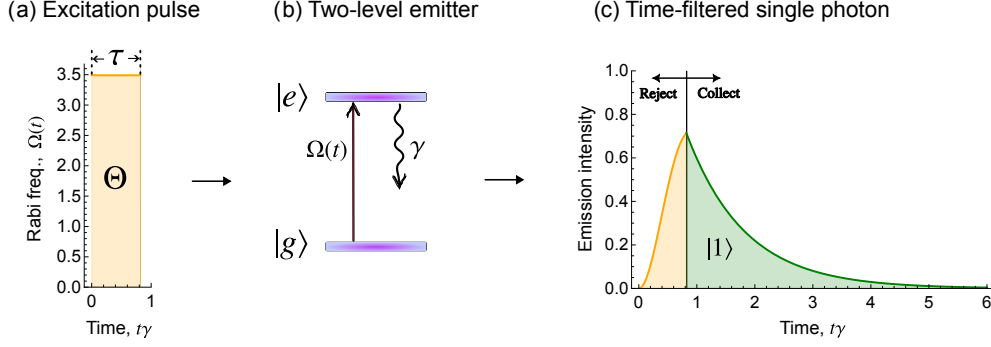 (a) Excitation pulse
τ
3.5
3.0
2.5
2.0
1.5
1.0
0.5
0.0
Rabi freq., Ω(t)
Θ
0
1
Time, tγ
(b) Two-level emitter
|e⟩
Ω(t)
γ
|g⟩
(c) Time-filtered single photon
1.0
0.8
0.6
0.4
0.2
0.0
Emission intensity
Reject
Collect
|1⟩
0 1 2 3 4 5 6
Time, tγ